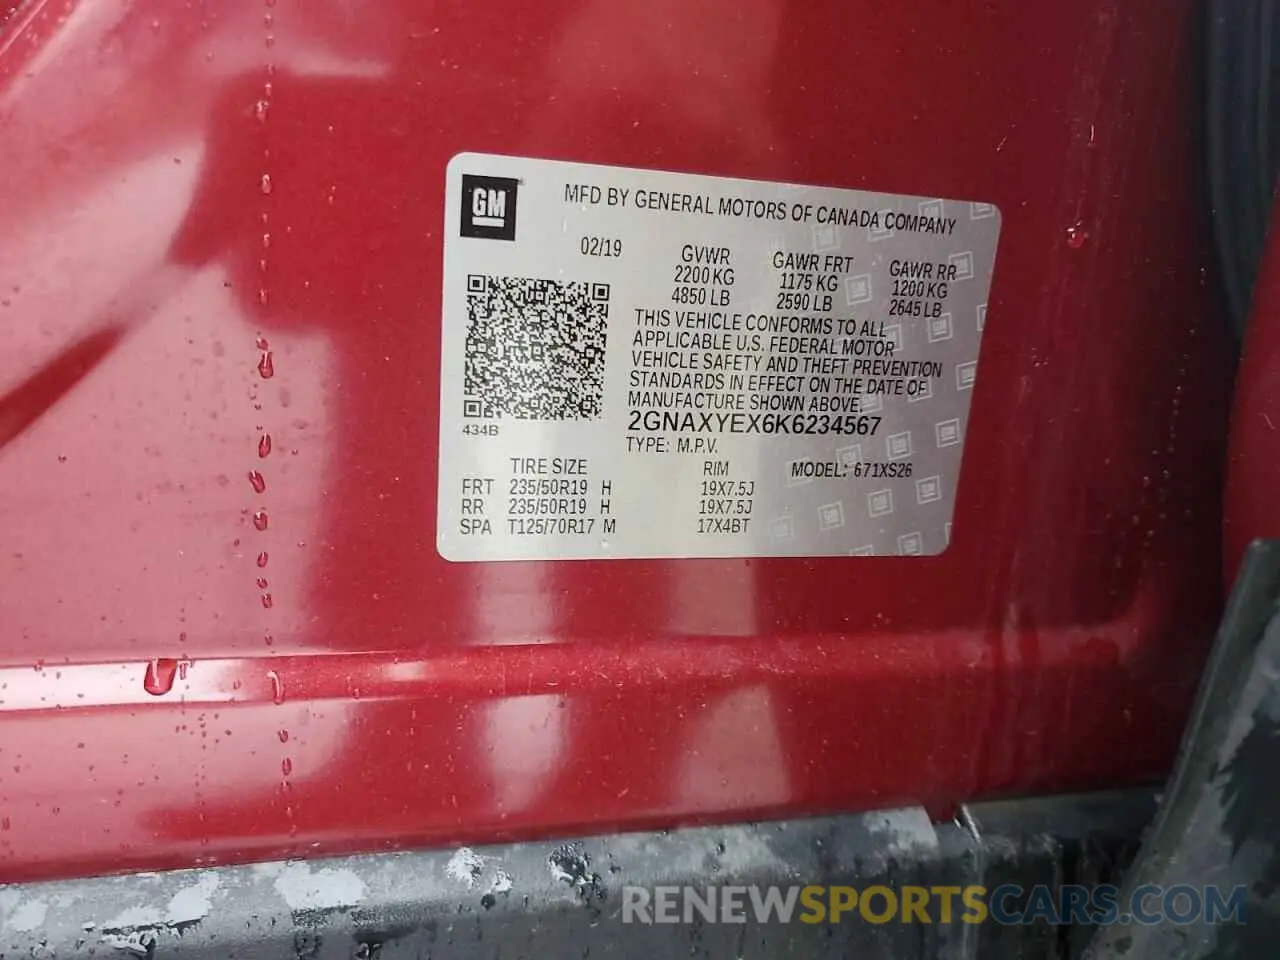 GM
MFD BY GENERAL MOTORS OF CANADA COMPANY
02/19 GVWR GAWR FRT GAWR RR
2200 KG 1175 KG 1200 KG
4850 LB 2590 LB 2645 LB
THIS VEHICLE CONFORMS TO ALL
APPLICABLE U.S. FEDERAL MOTOR
VEHICLE SAFETY AND THEFT PREVENTION
STANDARDS IN EFFECT ON THE DATE OF
MANUFACTURE SHOWN ABOVE.
434B
2GNAXYEX6K6234567
TYPE: M.P.V.
TIRE SIZE RIM MODEL: 671XS26
FRT 235/50R19 H 19X7.5J
RR 235/50R19 H 19X7.5J
SPA T125/70R17 M 17X4BT
RENEWSPORTSCARS.COM